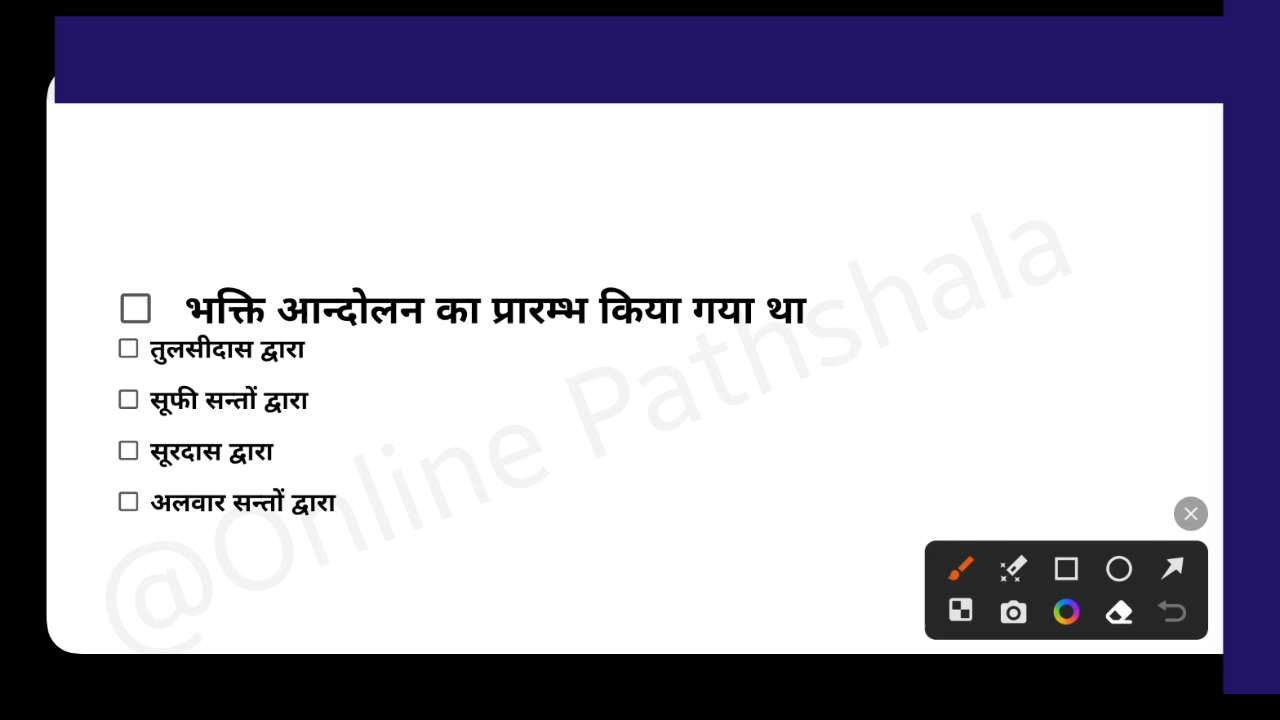 भक्ति आन्दोलन का प्रारम्भ किया गया था
तुलसीदास द्वारा
सूफी सन्तों द्वारा
सूरदास द्वारा
अलवार सन्तों द्वारा
@Online Pathshala